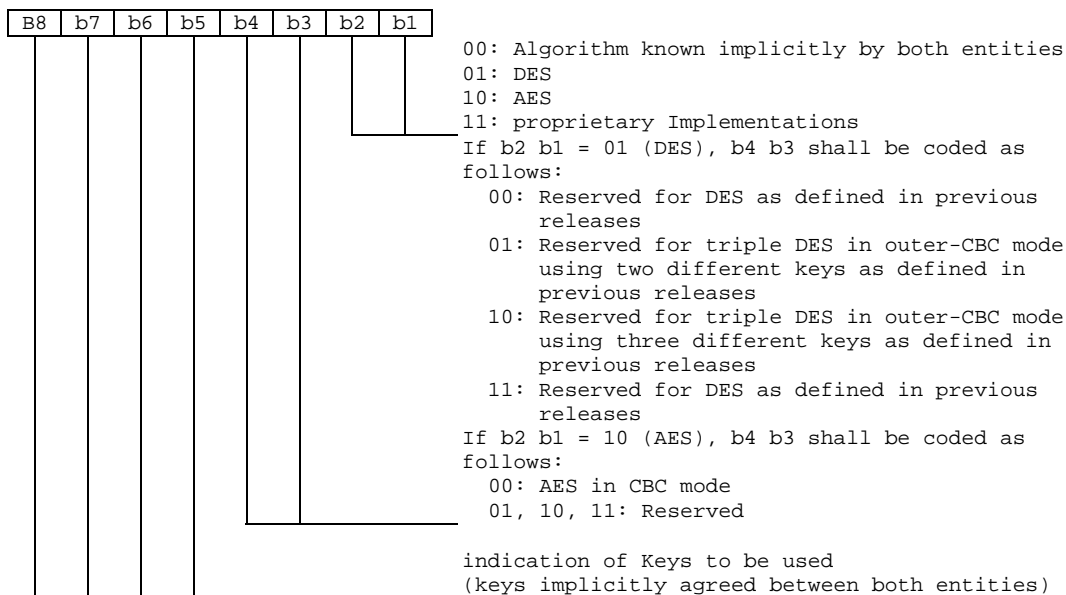 B8 b7 b6 b5 b4 b3 b2 b1
00: Algorithm known implicitly by both entities
01: DES
10: AES
11: proprietary Implementations
If b2 b1 = 01 (DES), b4 b3 shall be coded as
follows:
00: Reserved for DES as defined in previous
releases
01: Reserved for triple DES in outer-CBC mode
using two different keys as defined in
previous releases
10: Reserved for triple DES in outer-CBC mode
using three different keys as defined in
previous releases
11: Reserved for DES as defined in previous
releases
If b2 b1 = 10 (AES), b4 b3 shall be coded as
follows:
00: AES in CBC mode
01, 10, 11: Reserved
indication of Keys to be used
(keys implicitly agreed between both entities)